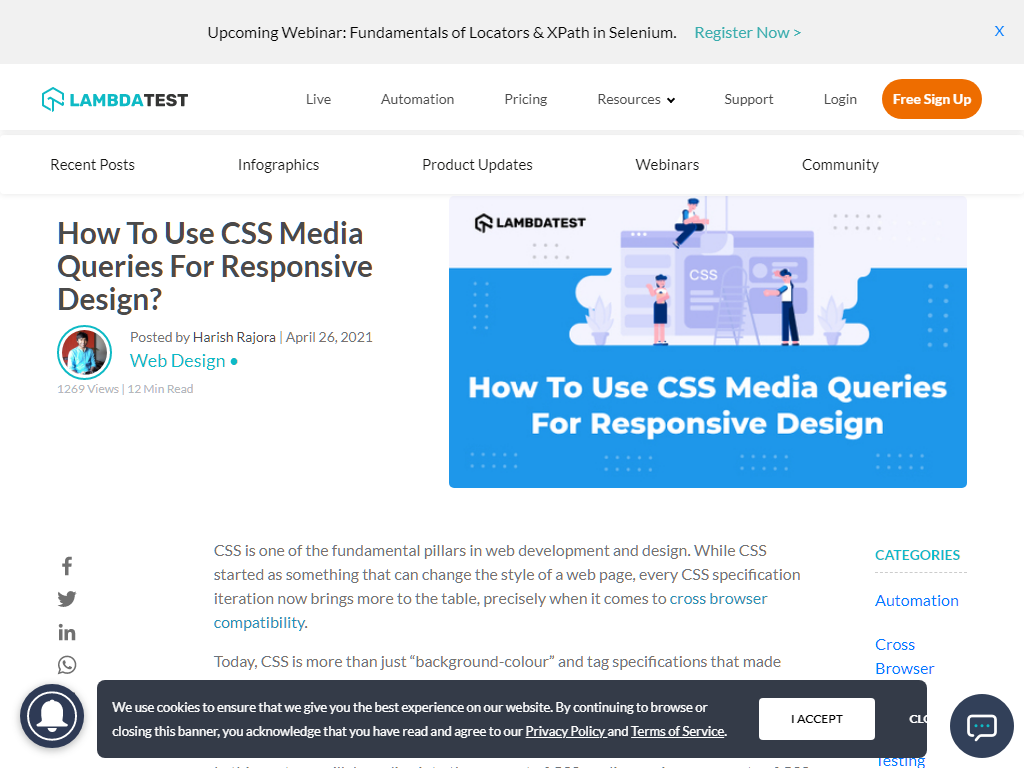 Upcoming Webinar: Fundamentals of Locators & XPath in Selenium. Register Now >
X
LAMBDATEST
Live
Automation
Pricing
Resources
Support
Login
Free Sign Up
Recent Posts
Infographics
Product Updates
Webinars
Community
How To Use CSS Media
Queries For Responsive
Design?
Posted by Harish Rajora | April 26, 2021
Web Design •
1269 Views | 12 Min Read
LAMBDATEST
CSS
How To Use CSS Media Queries
For Responsive Design
CSS is one of the fundamental pillars in web development and design. While CSS
started as something that can change the style of a web page, every CSS specification
iteration now brings more to the table, precisely when it comes to cross browser
compatibility.
Today, CSS is more than just “background-colour” and tag specifications that made
CATEGORIES
Automation
Cross
Browser
Testing
We use cookies to ensure that we give you the best experience on our website. By continuing to browse or
closing this banner, you acknowledge that you have read and agree to our Privacy Policy and Terms of Service.
I ACCEPT